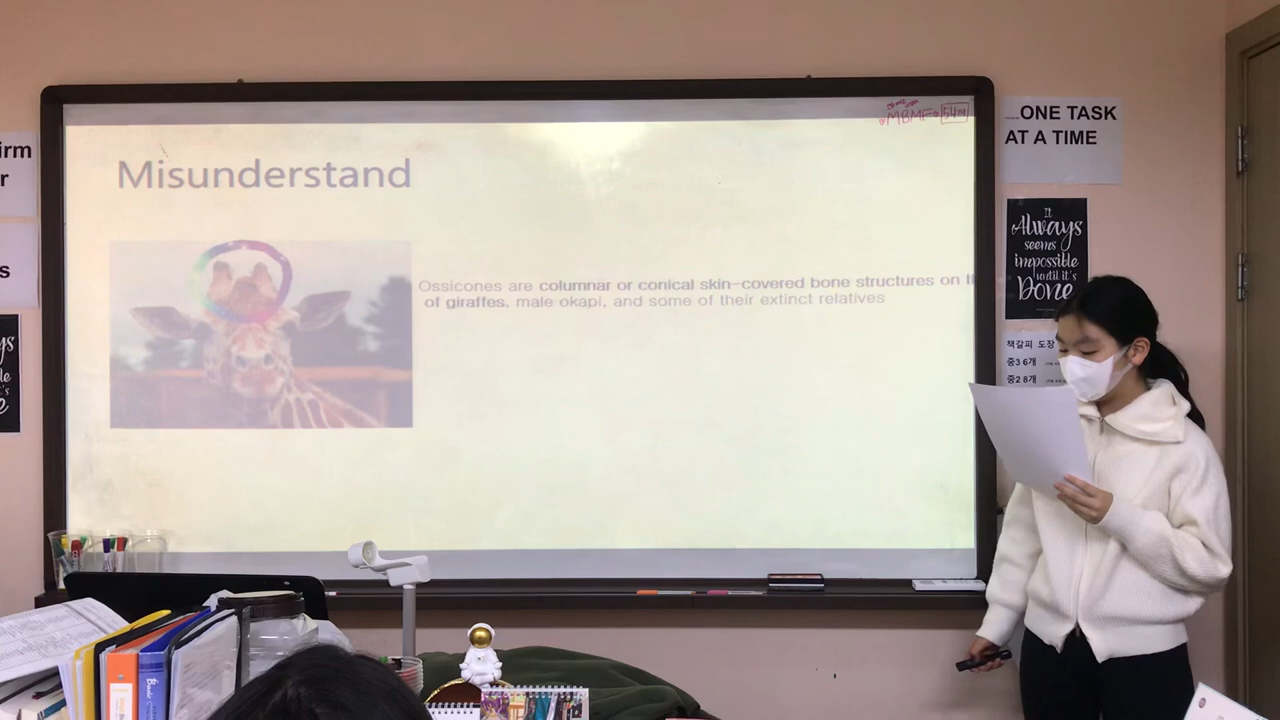 Misunderstand
Ossicones are columnar or conical skin-covered bone structures on
of giraffes, male okapi, and some of their extinct relatives
MBMF
ONE TASK
AT A TIME
It
Always
seems
impossible
until it's
Done
책갈피 도장
중3 6개
중2 8개